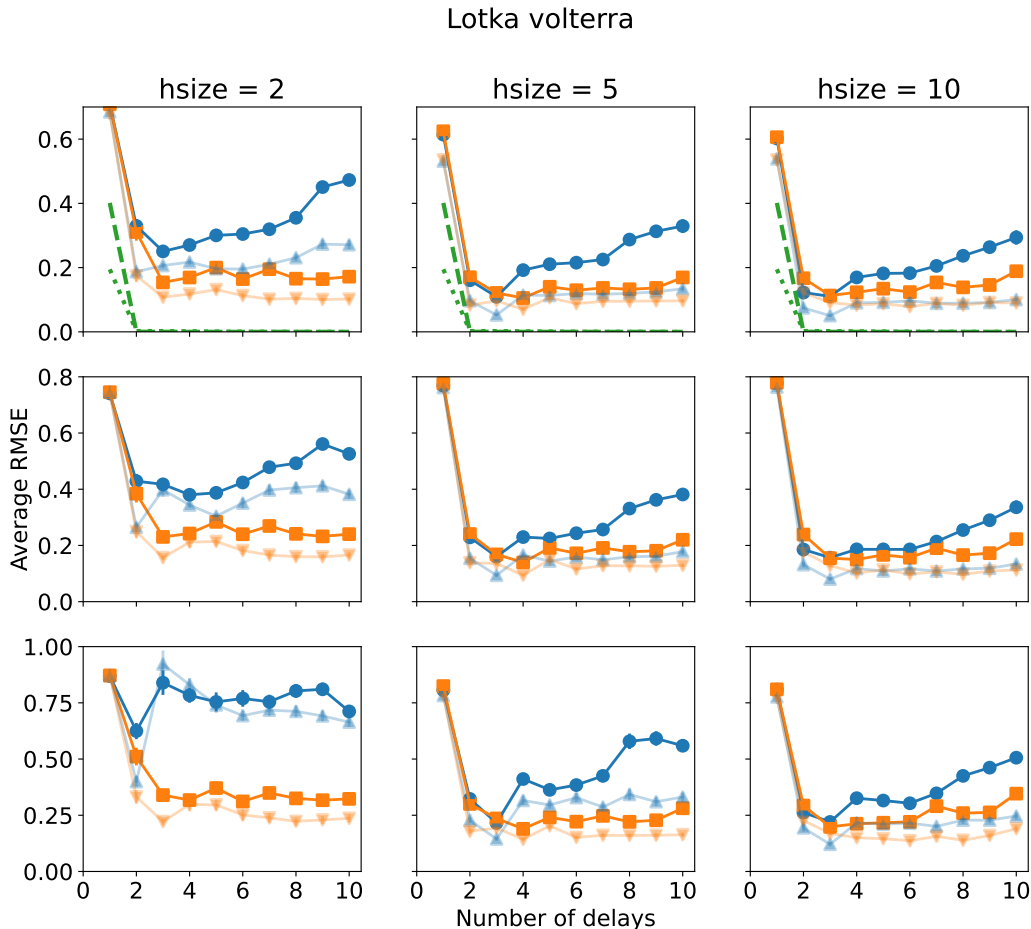 Lotka volterra
hsize = 2
hsize = 5
hsize = 10
0.6
0.4
0.2
0.0
0.8
0.6
0.4
0.2
0.0
Average RMSE
1.00
0.75
0.50
0.25
0.00
0 2 4 6 8 10
0 2 4 6 8 10
0 2 4 6 8 10
Number of delays